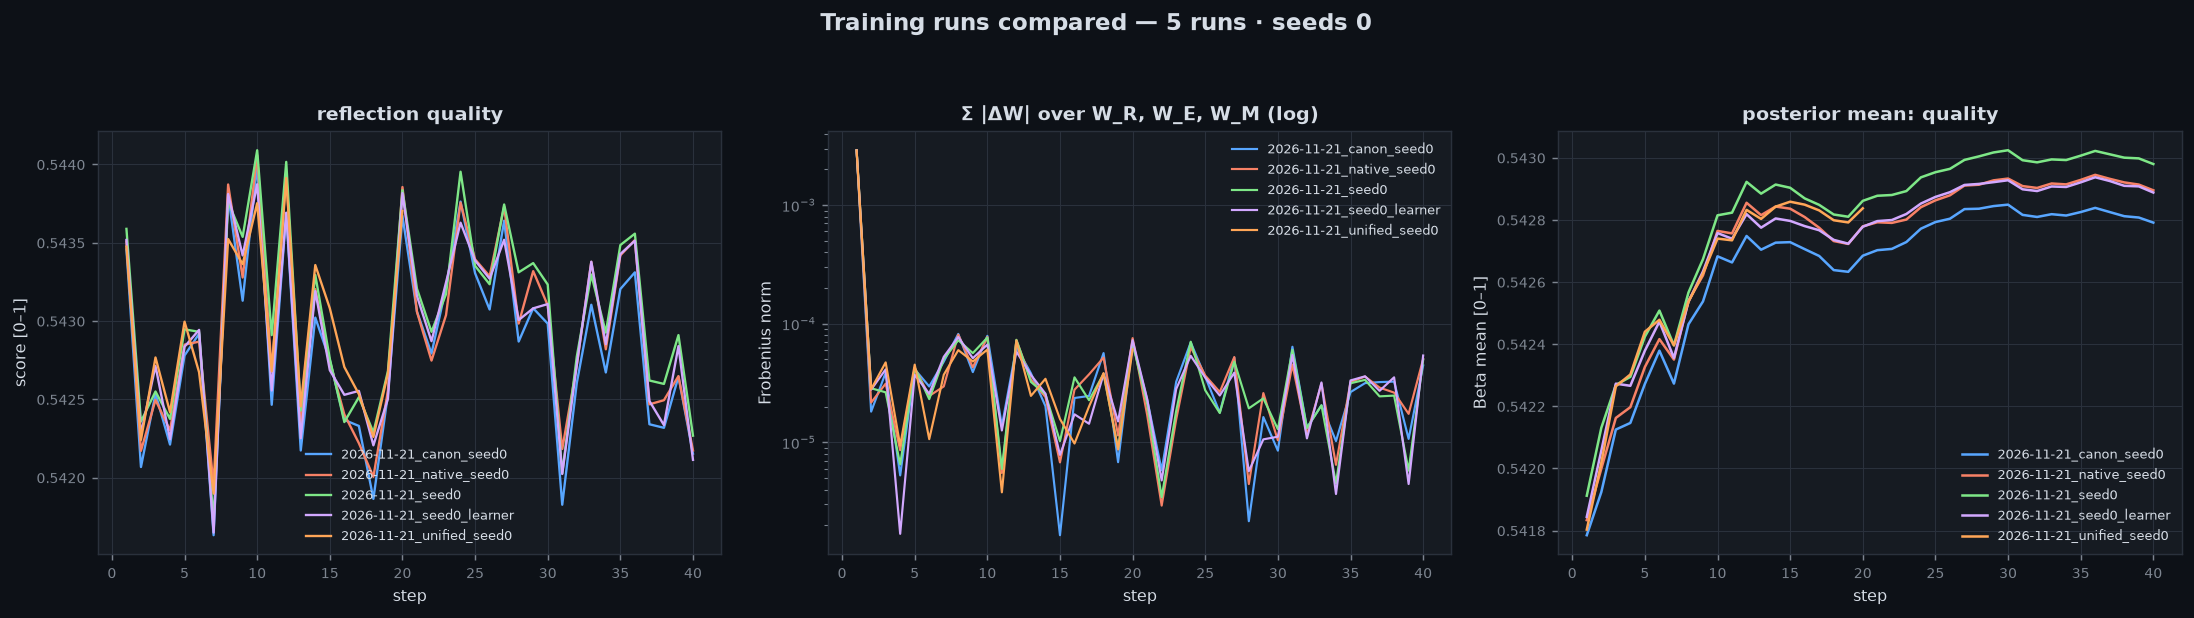 Training runs compared — 5 runs · seeds 0
reflection quality
score [0–1]
0.5440
0.5435
0.5430
0.5425
0.5420
0 5 10 15 20 25 30 35 40
step
2026-11-21_canon_seed0
2026-11-21_native_seed0
2026-11-21_seed0
2026-11-21_seed0_learner
2026-11-21_unified_seed0
Σ |ΔW| over W_R, W_E, W_M (log)
Frobenius norm
10⁻³
10⁻⁴
10⁻⁵
0 5 10 15 20 25 30 35 40
step
2026-11-21_canon_seed0
2026-11-21_native_seed0
2026-11-21_seed0
2026-11-21_seed0_learner
2026-11-21_unified_seed0
posterior mean: quality
Beta mean [0–1]
0.5430
0.5428
0.5426
0.5424
0.5422
0.5420
0.5418
0 5 10 15 20 25 30 35 40
step
2026-11-21_canon_seed0
2026-11-21_native_seed0
2026-11-21_seed0
2026-11-21_seed0_learner
2026-11-21_unified_seed0